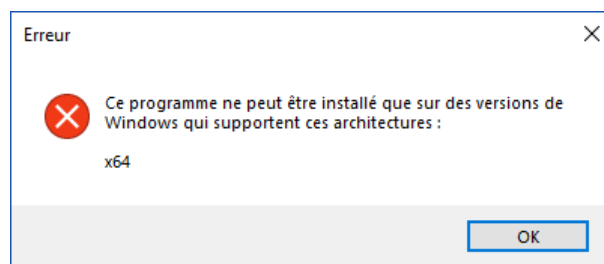 Erreur
Ce programme ne peut être installé que sur des versions de
Windows qui supportent ces architectures :
x64
OK